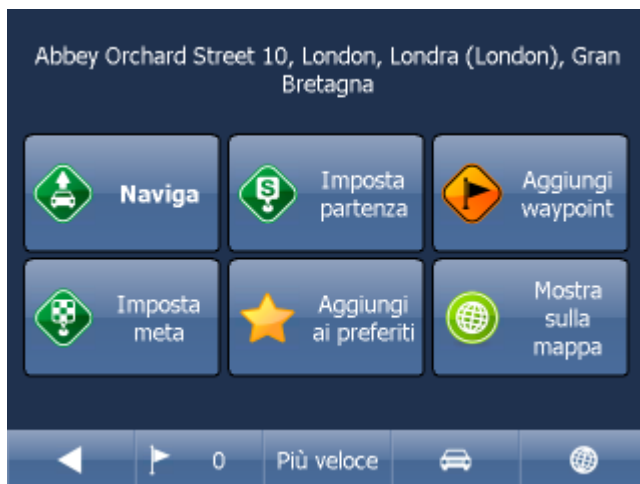 Abbey Orchard Street 10, London, Londra (London), Gran
Bretagna
Naviga
S
Imposta
partenza
Aggiungi
waypoint
Imposta
meta
Aggiungi
ai preferiti
Mostra
sulla
mappa
0
Più veloce